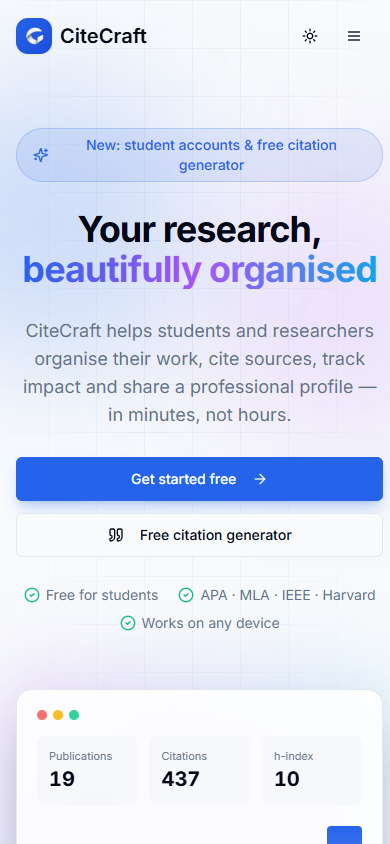 CiteCraft
New: student accounts & free citation
generator
Your research,
beautifully organised
CiteCraft helps students and researchers
organise their work, cite sources, track
impact and share a professional profile —
in minutes, not hours.
Get started free
Free citation generator
Free for students
APA · MLA · IEEE · Harvard
Works on any device
Publications
Citations
h-index
19
437
10